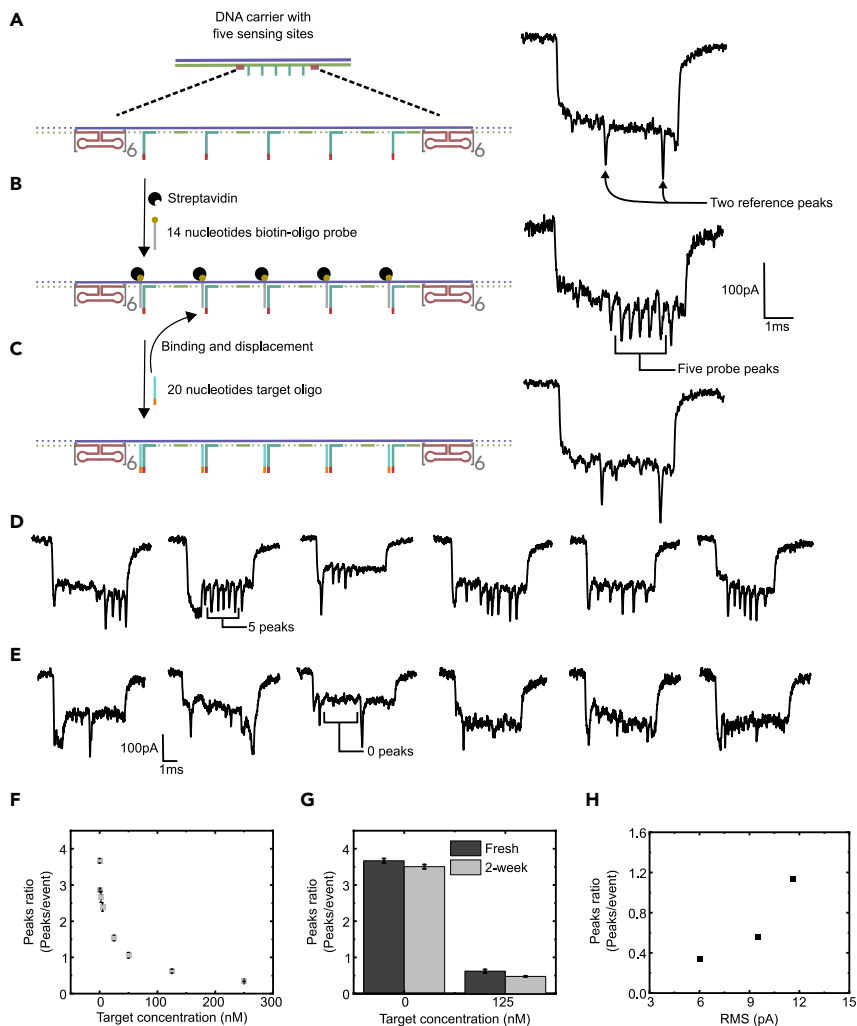 A
DNA carrier with
five sensing sites
6
6
Two reference peaks
B
Streptavidin
14 nucleotides biotin-oligo probe
6
6
100pA
1ms
Five probe peaks
C
Binding and displacement
20 nucleotides target oligo
6
6
D
5 peaks
E
100pA
1ms
0 peaks
F
Peaks ratio
(Peaks/event)
4
3
2
1
0
0
100
200
300
Target concentration (nM)
G
Peaks ratio
(Peaks/event)
4
3
2
1
0
Fresh
2-week
0
125
Target concentration (nM)
H
Peaks ratio
(Peaks/event)
1.6
1.2
0.8
0.4
0
3
6
9
12
15
RMS (pA)